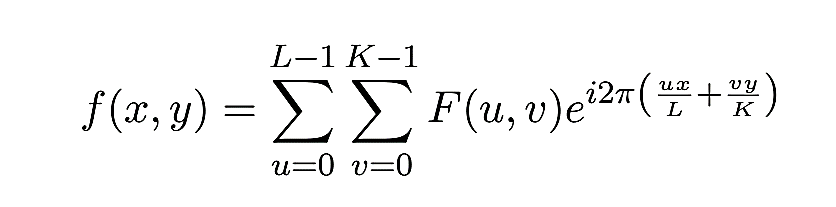 f(x, y) = \sum_{u=0}^{L-1} \sum_{v=0}^{K-1} F(u, v) e^{i2\pi\left(\frac{ux}{L}+\frac{vy}{K}\right)}